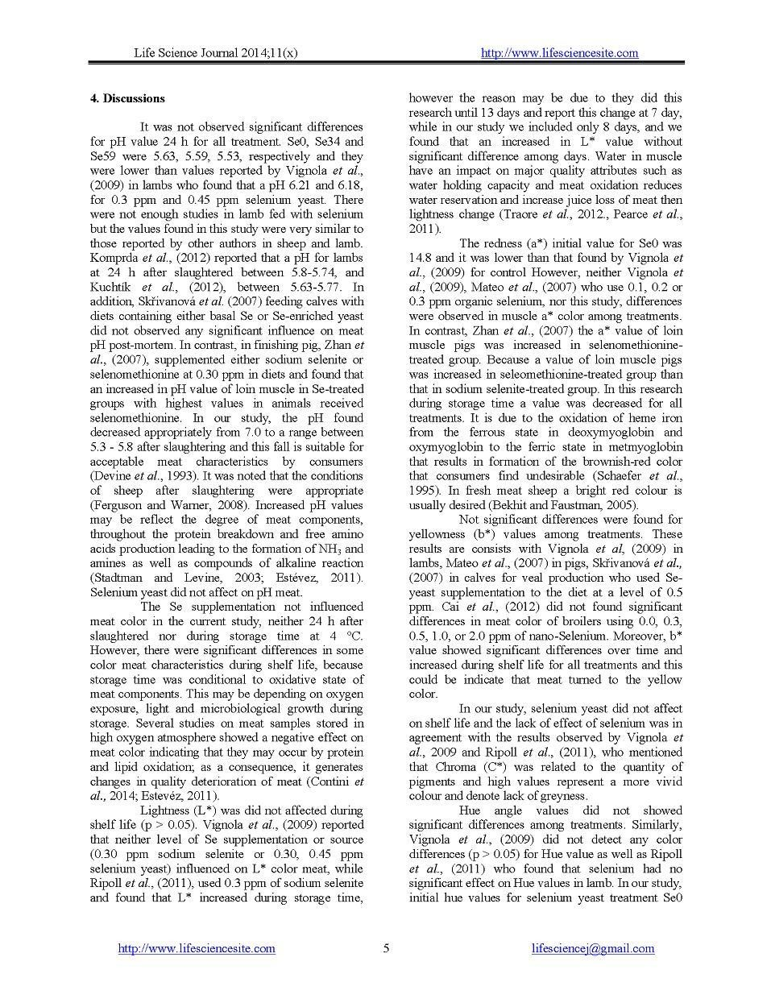 Life Science Journal 2014;11(x) http://www.lifesciencesite.com
4. Discussions
It was not observed significant differences
for pH value 24 h for all treatment. Se0, Se34 and
Se59 were 5.63, 5.59, 5.53, respectively and they
were lower than values reported by Vignola et al.,
(2009) in lambs who found that a pH 6.21 and 6.18,
for 0.3 ppm and 0.45 ppm selenium yeast. There
were not enough studies in lamb fed with selenium
but the values found in this study were very similar to
those reported by other authors in sheep and lamb.
Komprda et al., (2012) reported that a pH for lambs
at 24 h after slaughtered between 5.8-5.74, and
Kuchtík et al., (2012), between 5.63-5.77. In
addition, Skřivanová et al. (2007) feeding calves with
diets containing either basal Se or Se-enriched yeast
did not observed any significant influence on meat
pH post-mortem. In contrast, in finishing pig, Zhan et
al., (2007), supplemented either sodium selenite or
selenomethionine at 0.30 ppm in diets and found that
an increased in pH value of loin muscle in Se-treated
groups with highest values in animals received
selenomethionine. In our study, the pH found
decreased appropriately from 7.0 to a range between
5.3 - 5.8 after slaughtering and this fall is suitable for
acceptable meat characteristics by consumers
(Devine et al., 1993). It was noted that the conditions
of sheep after slaughtering were appropriate
(Ferguson and Warner, 2008). Increased pH values
may be reflect the degree of meat components,
throughout the protein breakdown and free amino
acids production leading to the formation of NH₃ and
amines as well as compounds of alkaline reaction
(Stadtman and Levine, 2003; Estévez, 2011).
Selenium yeast did not affect on pH meat.
The Se supplementation not influenced
meat color in the current study, neither 24 h after
slaughtered nor during storage time at 4 °C.
However, there were significant differences in some
color meat characteristics during shelf life, because
storage time was conditional to oxidative state of
meat components. This may be depending on oxygen
exposure, light and microbiological growth during
storage. Several studies on meat samples stored in
high oxygen atmosphere showed a negative effect on
meat color indicating that they may occur by protein
and lipid oxidation; as a consequence, it generates
changes in quality deterioration of meat (Contini et
al., 2014; Estevéz, 2011).
Lightness (L*) was did not affected during
shelf life (p > 0.05). Vignola et al., (2009) reported
that neither level of Se supplementation or source
(0.30 ppm sodium selenite or 0.30, 0.45 ppm
selenium yeast) influenced on L* color meat, while
Ripoll et al., (2011), used 0.3 ppm of sodium selenite
and found that L* increased during storage time,
however the reason may be due to they did this
research until 13 days and report this change at 7 day,
while in our study we included only 8 days, and we
found that an increased in L* value without
significant difference among days. Water in muscle
have an impact on major quality attributes such as
water holding capacity and meat oxidation reduces
water reservation and increase juice loss of meat then
lightness change (Traore et al., 2012., Pearce et al.,
2011).
The redness (a*) initial value for Se0 was
14.8 and it was lower than that found by Vignola et
al., (2009) for control However, neither Vignola et
al., (2009), Mateo et al., (2007) who use 0.1, 0.2 or
0.3 ppm organic selenium, nor this study, differences
were observed in muscle a* color among treatments.
In contrast, Zhan et al., (2007) the a* value of loin
muscle pigs was increased in selenomethionine-
treated group. Because a value of loin muscle pigs
was increased in seleomethionine-treated group than
that in sodium selenite-treated group. In this research
during storage time a value was decreased for all
treatments. It is due to the oxidation of heme iron
from the ferrous state in deoxymyoglobin and
oxymyoglobin to the ferric state in metmyoglobin
that results in formation of the brownish-red color
that consumers find undesirable (Schaefer et al.,
1995). In fresh meat sheep a bright red colour is
usually desired (Bekhit and Faustman, 2005).
Not significant differences were found for
yellowness (b*) values among treatments. These
results are consists with Vignola et al, (2009) in
lambs, Mateo et al., (2007) in pigs, Skřivanová et al.,
(2007) in calves for veal production who used Se-
yeast supplementation to the diet at a level of 0.5
ppm. Cai et al., (2012) did not found significant
differences in meat color of broilers using 0.0, 0.3,
0.5, 1.0, or 2.0 ppm of nano-Selenium. Moreover, b*
value showed significant differences over time and
increased during shelf life for all treatments and this
could be indicate that meat turned to the yellow
color.
In our study, selenium yeast did not affect
on shelf life and the lack of effect of selenium was in
agreement with the results observed by Vignola et
al., 2009 and Ripoll et al., (2011), who mentioned
that Chroma (C*) was related to the quantity of
pigments and high values represent a more vivid
colour and denote lack of greyness.
Hue angle values did not showed
significant differences among treatments. Similarly,
Vignola et al., (2009) did not detect any color
differences (p > 0.05) for Hue value as well as Ripoll
et al., (2011) who found that selenium had no
significant effect on Hue values in lamb. In our study,
initial hue values for selenium yeast treatment Se0
http://www.lifesciencesite.com 5 lifesciencej@gmail.com